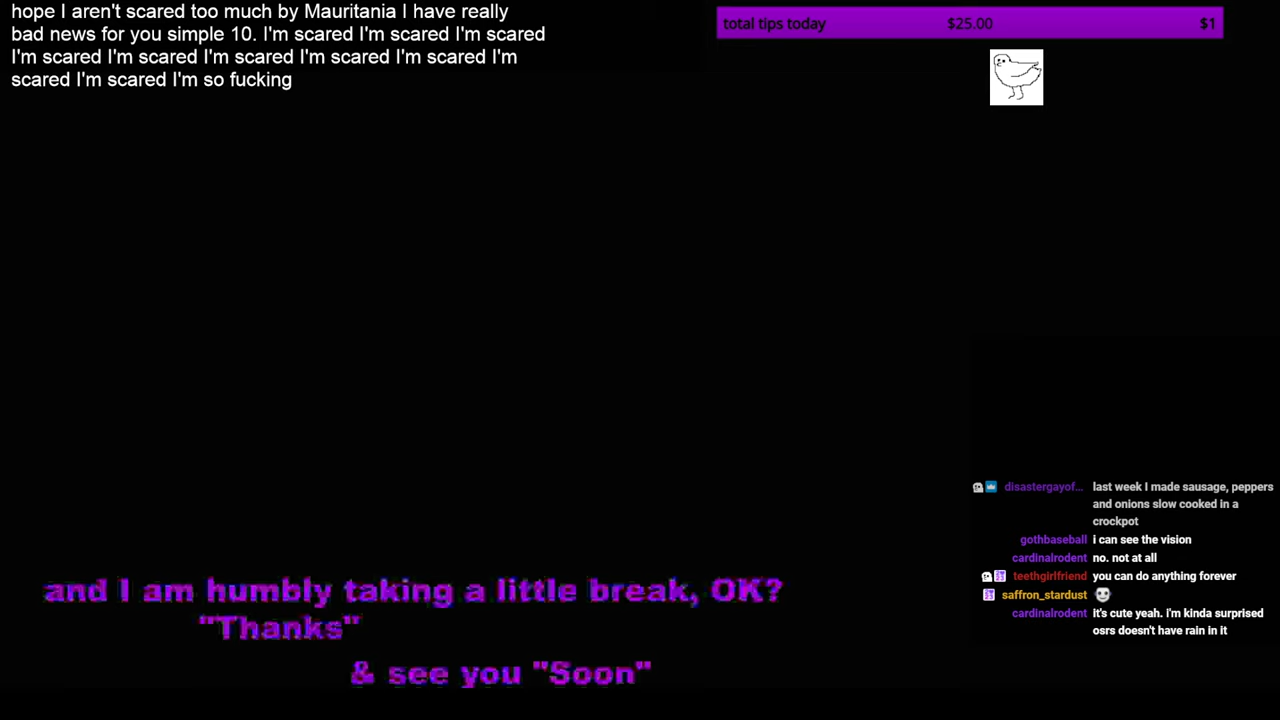 hope I aren't scared too much by Mauritania I have really
bad news for you simple 10. I'm scared I'm scared I'm scared
I'm scared I'm scared I'm scared I'm scared I'm scared I'm
scared I'm scared I'm so fucking
total tips today $25.00 $1
disastergayof... last week I made sausage, peppers
and onions slow cooked in a
crockpot
gothbaseball i can see the vision
cardinalrodent no. not at all
teethgirlfriend you can do anything forever
saffron_stardust
cardinalrodent it's cute yeah. i'm kinda surprised
osrs doesn't have rain in it
and I am humbly taking a little break, OK?
"Thanks"
& see you "Soon"